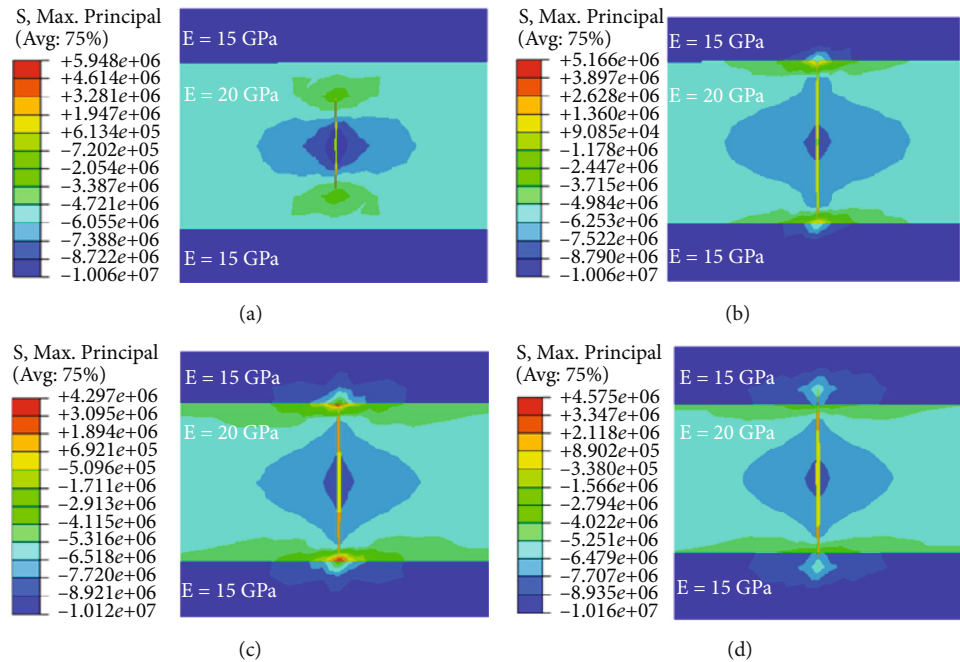 S, Max. Principal
(Avg: 75%)
+5.948e+06
+4.614e+06
+3.281e+06
+1.947e+06
+6.134e+05
−7.202e+05
−2.054e+06
−3.387e+06
−4.721e+06
−6.055e+06
−7.388e+06
−8.722e+06
−1.006e+07
E = 15 GPa
E = 20 GPa
E = 15 GPa
(a)
S, Max. Principal
(Avg: 75%)
+5.166e+06
+3.897e+06
+2.628e+06
+1.360e+06
+9.085e+04
−1.178e+06
−2.447e+06
−3.715e+06
−4.984e+06
−6.253e+06
−7.522e+06
−8.790e+06
−1.006e+07
E = 15 GPa
E = 20 GPa
E = 15 GPa
(b)
S, Max. Principal
(Avg: 75%)
+4.297e+06
+3.095e+06
+1.894e+06
+6.921e+05
−5.096e+05
−1.711e+06
−2.913e+06
−4.115e+06
−5.316e+06
−6.518e+06
−7.720e+06
−8.921e+06
−1.012e+07
E = 15 GPa
E = 20 GPa
E = 15 GPa
(c)
S, Max. Principal
(Avg: 75%)
+4.575e+06
+3.347e+06
+2.118e+06
+8.902e+05
−3.380e+05
−1.566e+06
−2.794e+06
−4.022e+06
−5.251e+06
−6.479e+06
−7.707e+06
−8.935e+06
−1.016e+07
E = 15 GPa
E = 20 GPa
E = 15 GPa
(d)